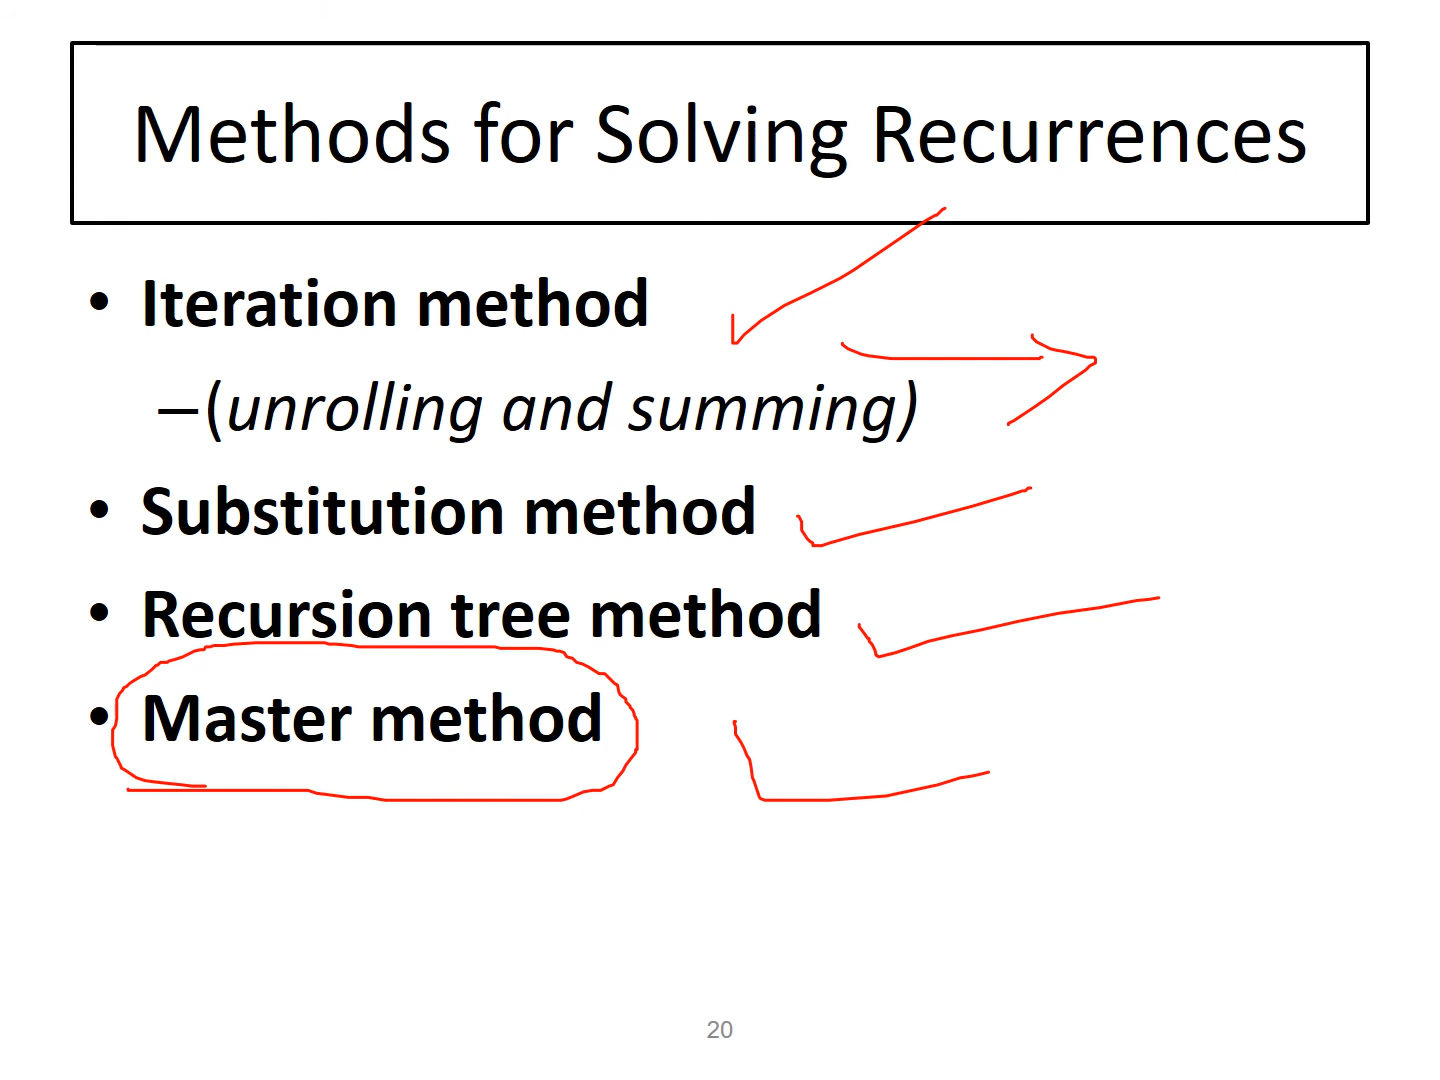 Methods for Solving Recurrences
• Iteration method
–(unrolling and summing)
• Substitution method
• Recursion tree method
• Master method
20